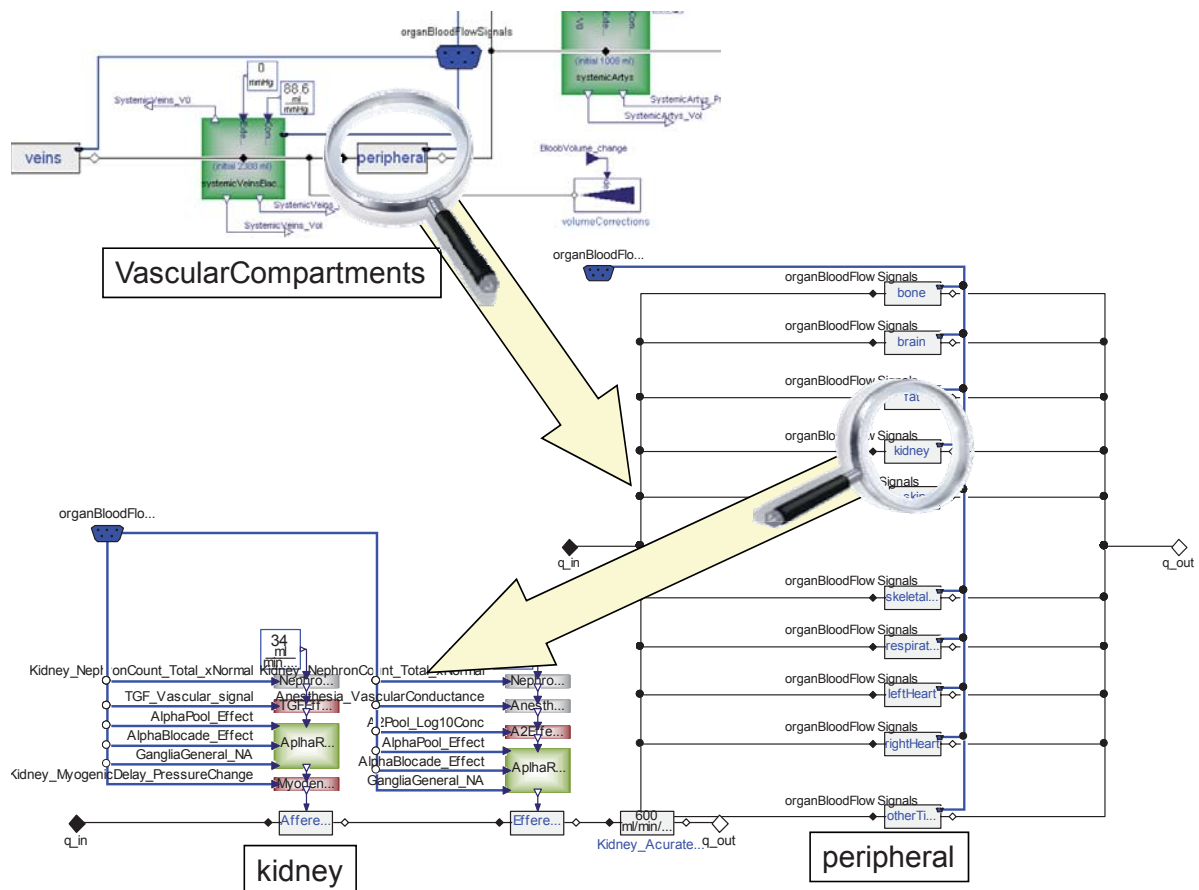 organBloodFlowSignals
0
mmHg
88.6
ml
mmHg
SystemicVeins_V0
veins
(initial 2388 ml)
systemicVeinsElac...
SystemicVeins_Vol
peripheral
V0
(initial 1008 ml)
systemicArtys
SystemicArtys_Pr
SystemicArtys_Vol
BloobVolume_change
volumeCorrections
VascularCompartments
organBloodFlo...
organBloodFlow Signals
bone
organBloodFlow Signals
brain
organBloodFlow Signals
fat
kidney
Signals
organBloodFlow Signals
skeletal...
organBloodFlow Signals
respirat...
organBloodFlow Signals
leftHeart
organBloodFlow Signals
rightHeart
organBloodFlow Signals
otherTi...
q_in
q_out
peripheral
organBloodFlo...
34
ml
min....
Kidney_NephronCount_Total_xNormal
Nephro...
TGF_Vascular_signal
TGFEff...
AlphaPool_Effect
AlphaBlocade_Effect
AplhaR...
GangliaGeneral_NA
Kidney_MyogenicDelay_PressureChange
Myogen...
Kidney_NephronCount_Total_xNormal
Nephro...
Anesthesia_VascularConductance
Anesth...
A2Pool_Log10Conc
A2Effe...
AlphaPool_Effect
AlphaBlocade_Effect
AplhaR...
GangliaGeneral_NA
q_in
Affere...
Effere...
600
ml/min/...
Kidney_Acurate...
q_out
kidney